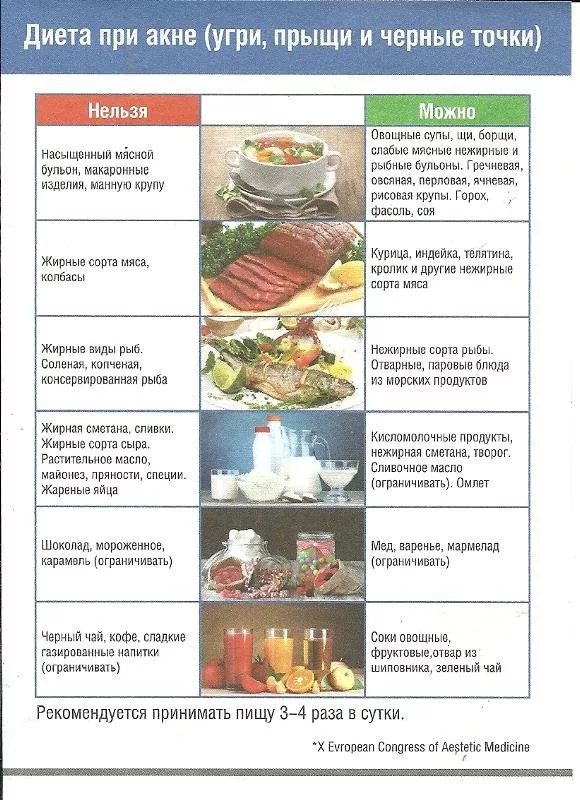 Диета при акне (угри, прыщи и черные точки)
Нельзя
Можно
Насыщенный мясной
бульон, макаронные
изделия, манную крупу
Овощные супы, щи, борщи,
слабые мясные нежирные и
рыбные бульоны. Гречневая,
овсяная, перловая, ячневая,
рисовая крупы. Горох,
фасоль, соя
Жирные сорта мяса,
колбасы
Курица, индейка, телятина,
кролик и другие нежирные
сорта мяса
Жирные виды рыб.
Соленая, копченая,
консервированная рыба
Нежирные сорта рыбы.
Отварные, паровые блюда
из морских продуктов
Жирная сметана, сливки.
Жирные сорта сыра.
Растительное масло,
майонез, пряности, специи.
Жареные яйца
Кисломолочные продукты,
нежирная сметана, творог.
Сливочное масло
(ограничивать). Омлет
Шоколад, мороженное,
карамель (ограничивать)
Мед, варенье, мармелад
(ограничивать)
Черный чай, кофе, сладкие
газированные напитки
(ограничивать)
Соки овощные,
фруктовые,отвар из
шиповника, зеленый чай
Рекомендуется принимать пищу 3–4 раза в сутки.
*X Evropean Congress of Aestetic Medicine